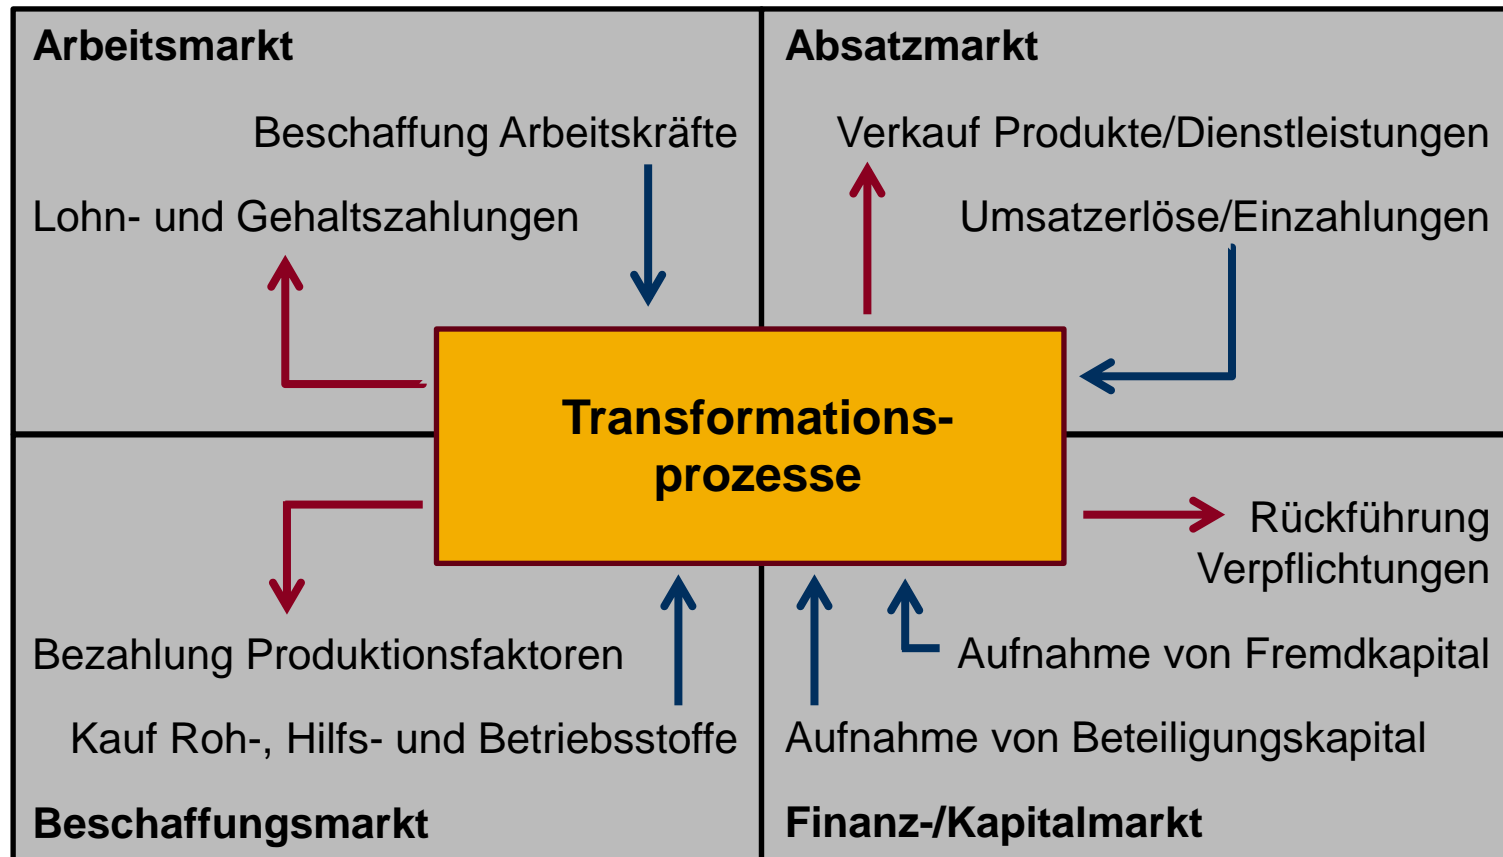 Arbeitsmarkt
Beschaffung Arbeitskräfte
Lohn- und Gehaltszahlungen
Absatzmarkt
Verkauf Produkte/Dienstleistungen
Umsatzerlöse/Einzahlungen
Transformations-
prozesse
Bezahlung Produktionsfaktoren
Kauf Roh-, Hilfs- und Betriebsstoffe
Beschaffungsmarkt
Rückführung
Verpflichtungen
Aufnahme von Fremdkapital
Aufnahme von Beteiligungskapital
Finanz-/Kapitalmarkt